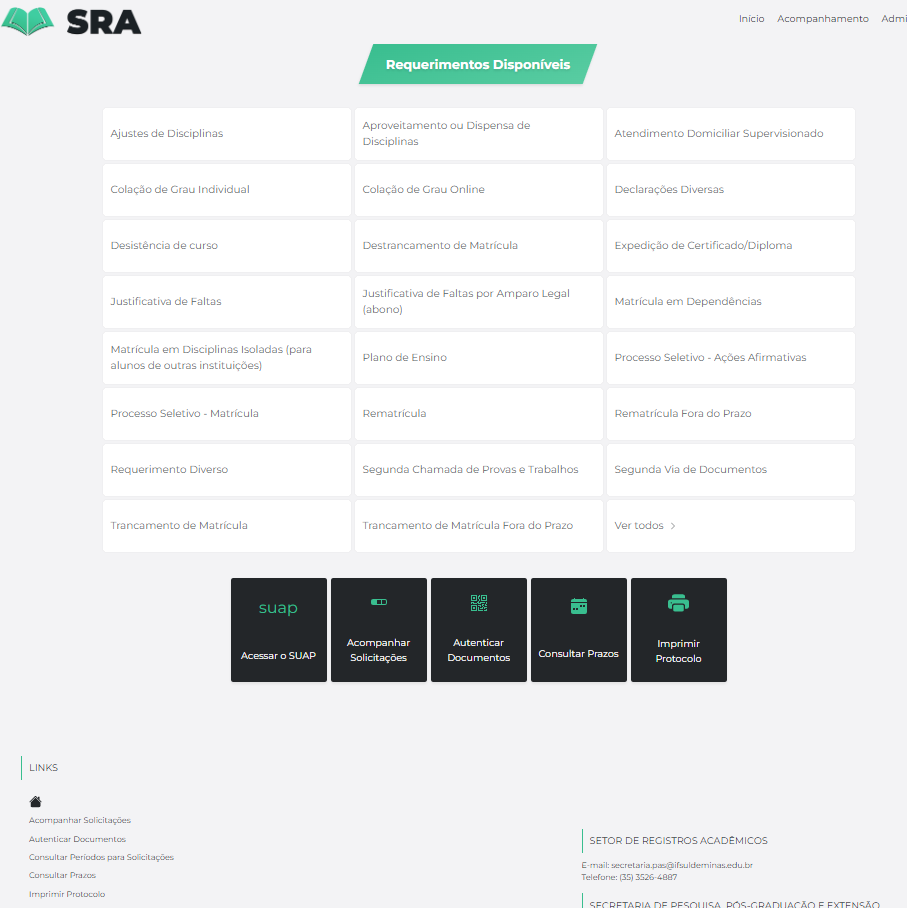 SRA
Início Acompanhamento Admi
Requerimentos Disponíveis
Ajustes de Disciplinas
Aproveitamento ou Dispensa de
Disciplinas
Atendimento Domiciliar Supervisionado
Colação de Grau Individual
Colação de Grau Online
Declarações Diversas
Desistência de curso
Destrancamento de Matrícula
Expedição de Certificado/Diploma
Justificativa de Faltas
Justificativa de Faltas por Amparo Legal
(abono)
Matrícula em Dependências
Matrícula em Disciplinas Isoladas (para
alunos de outras instituições)
Plano de Ensino
Processo Seletivo - Ações Afirmativas
Processo Seletivo - Matrícula
Rematrícula
Rematrícula Fora do Prazo
Requerimento Diverso
Segunda Chamada de Provas e Trabalhos
Segunda Via de Documentos
Trancamento de Matrícula
Trancamento de Matrícula Fora do Prazo
Ver todos
suap
Acessar o SUAP
Acompanhar
Solicitações
Autenticar
Documentos
Consultar Prazos
Imprimir
Protocolo
LINKS
Acompanhar Solicitações
Autenticar Documentos
Consultar Períodos para Solicitações
Consultar Prazos
Imprimir Protocolo
SETOR DE REGISTROS ACADÊMICOS
E-mail: secretaria.pas@ifsuldeminas.edu.br
Telefone: (35) 3526-4887
SECRETARIA DE PESQUISA, PÓS-GRADUAÇÃO E EXTENSÃO